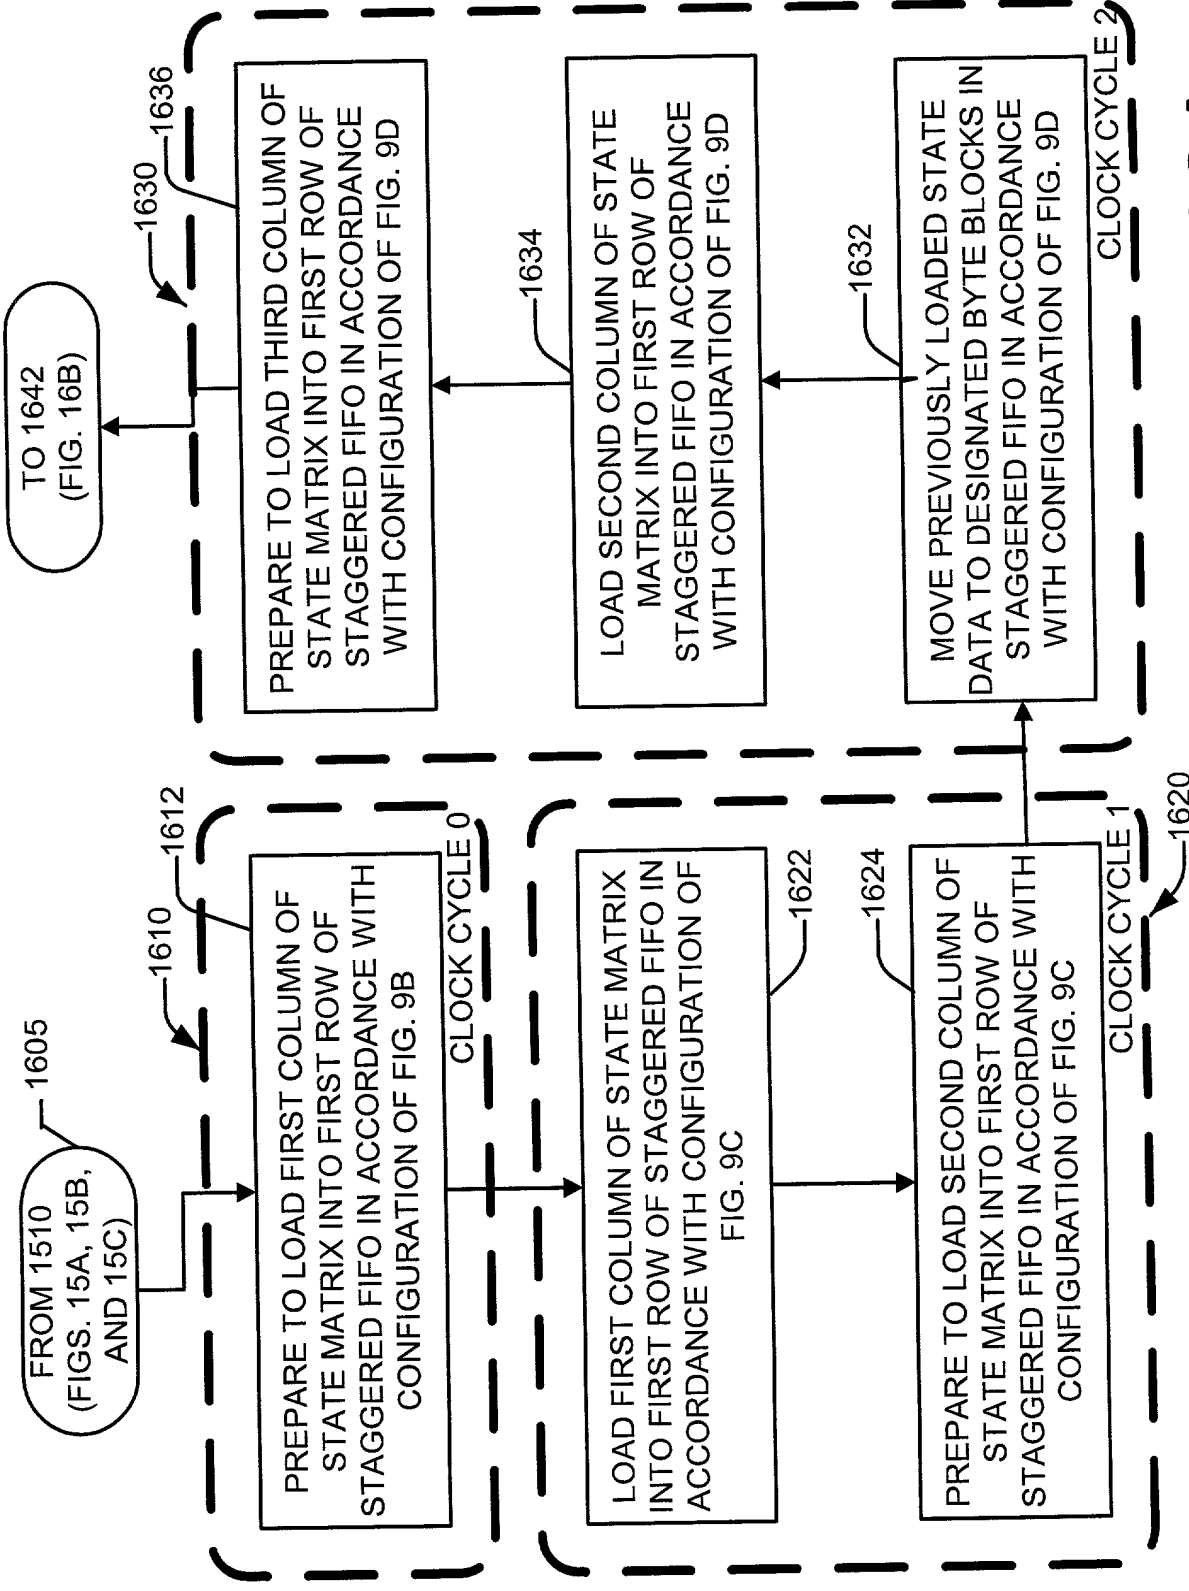 FROM 1510
(FIGS. 15A, 15B,
AND 15C)
1605
1610
1612
PREPARE TO LOAD FIRST COLUMN OF
STATE MATRIX INTO FIRST ROW OF
STAGGERED FIFO IN ACCORDANCE WITH
CONFIGURATION OF FIG. 9B
CLOCK CYCLE 0
LOAD FIRST COLUMN OF STATE MATRIX
INTO FIRST ROW OF STAGGERED FIFO IN
ACCORDANCE WITH CONFIGURATION OF
FIG. 9C
1622
1624
PREPARE TO LOAD SECOND COLUMN OF
STATE MATRIX INTO FIRST ROW OF
STAGGERED FIFO IN ACCORDANCE WITH
CONFIGURATION OF FIG. 9C
CLOCK CYCLE 1
1620
TO 1642
(FIG. 16B)
1630
1636
PREPARE TO LOAD THIRD COLUMN OF
STATE MATRIX INTO FIRST ROW OF
STAGGERED FIFO IN ACCORDANCE
WITH CONFIGURATION OF FIG. 9D
1634
LOAD SECOND COLUMN OF STATE
MATRIX INTO FIRST ROW OF
STAGGERED FIFO IN ACCORDANCE
WITH CONFIGURATION OF FIG. 9D
1632
MOVE PREVIOUSLY LOADED STATE
DATA TO DESIGNATED BYTE BLOCKS IN
STAGGERED FIFO IN ACCORDANCE
WITH CONFIGURATION OF FIG. 9D
CLOCK CYCLE 2